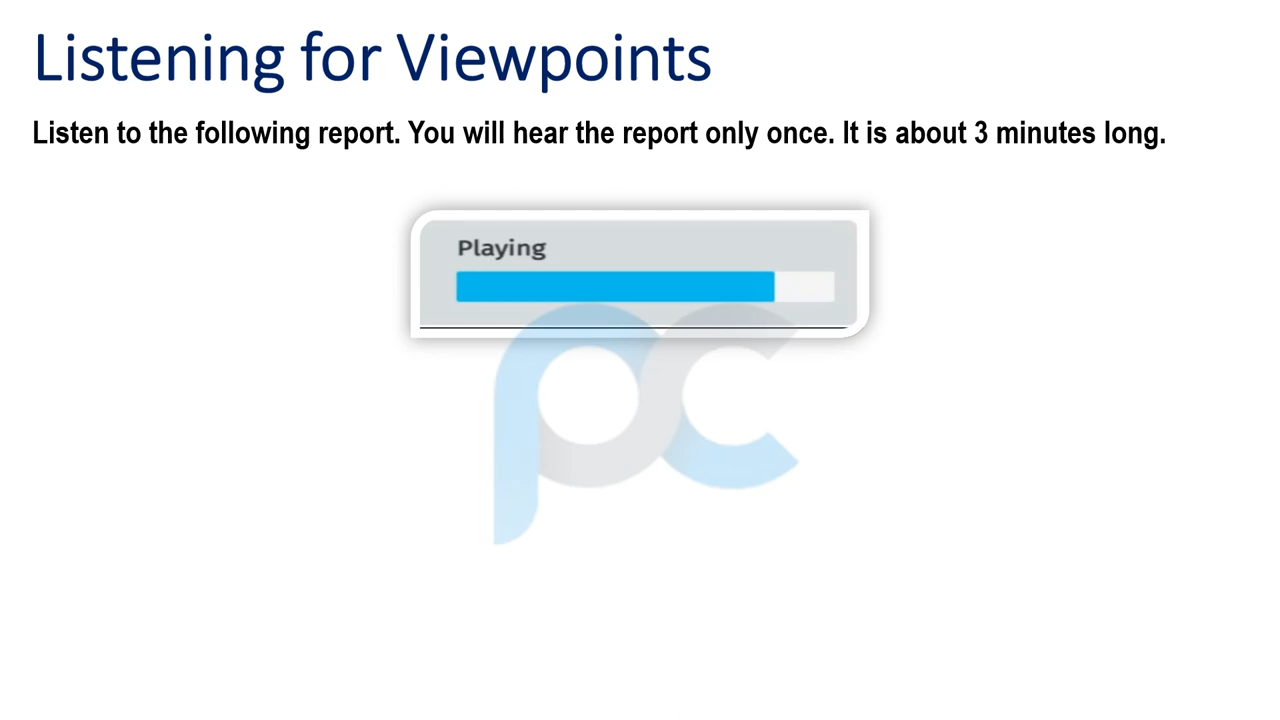 Listening for Viewpoints
Listen to the following report. You will hear the report only once. It is about 3 minutes long.
Playing
pc